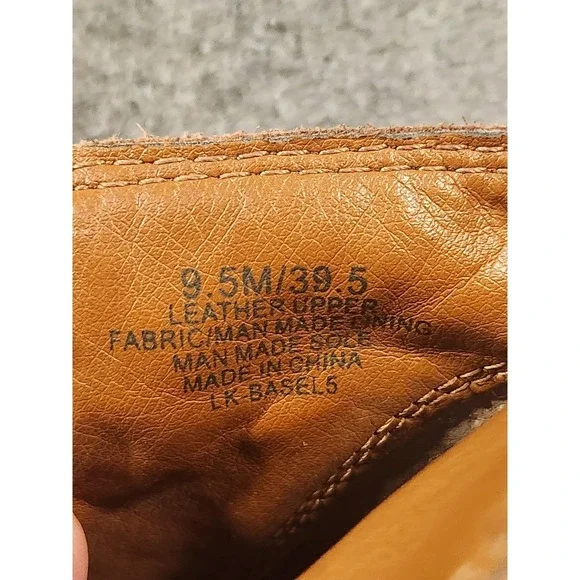 9.5M/39.5
LEATHER UPPER
FABRIC/MAN MADE LINING
MAN MADE SOLE
MADE IN CHINA
LK-BASEL5